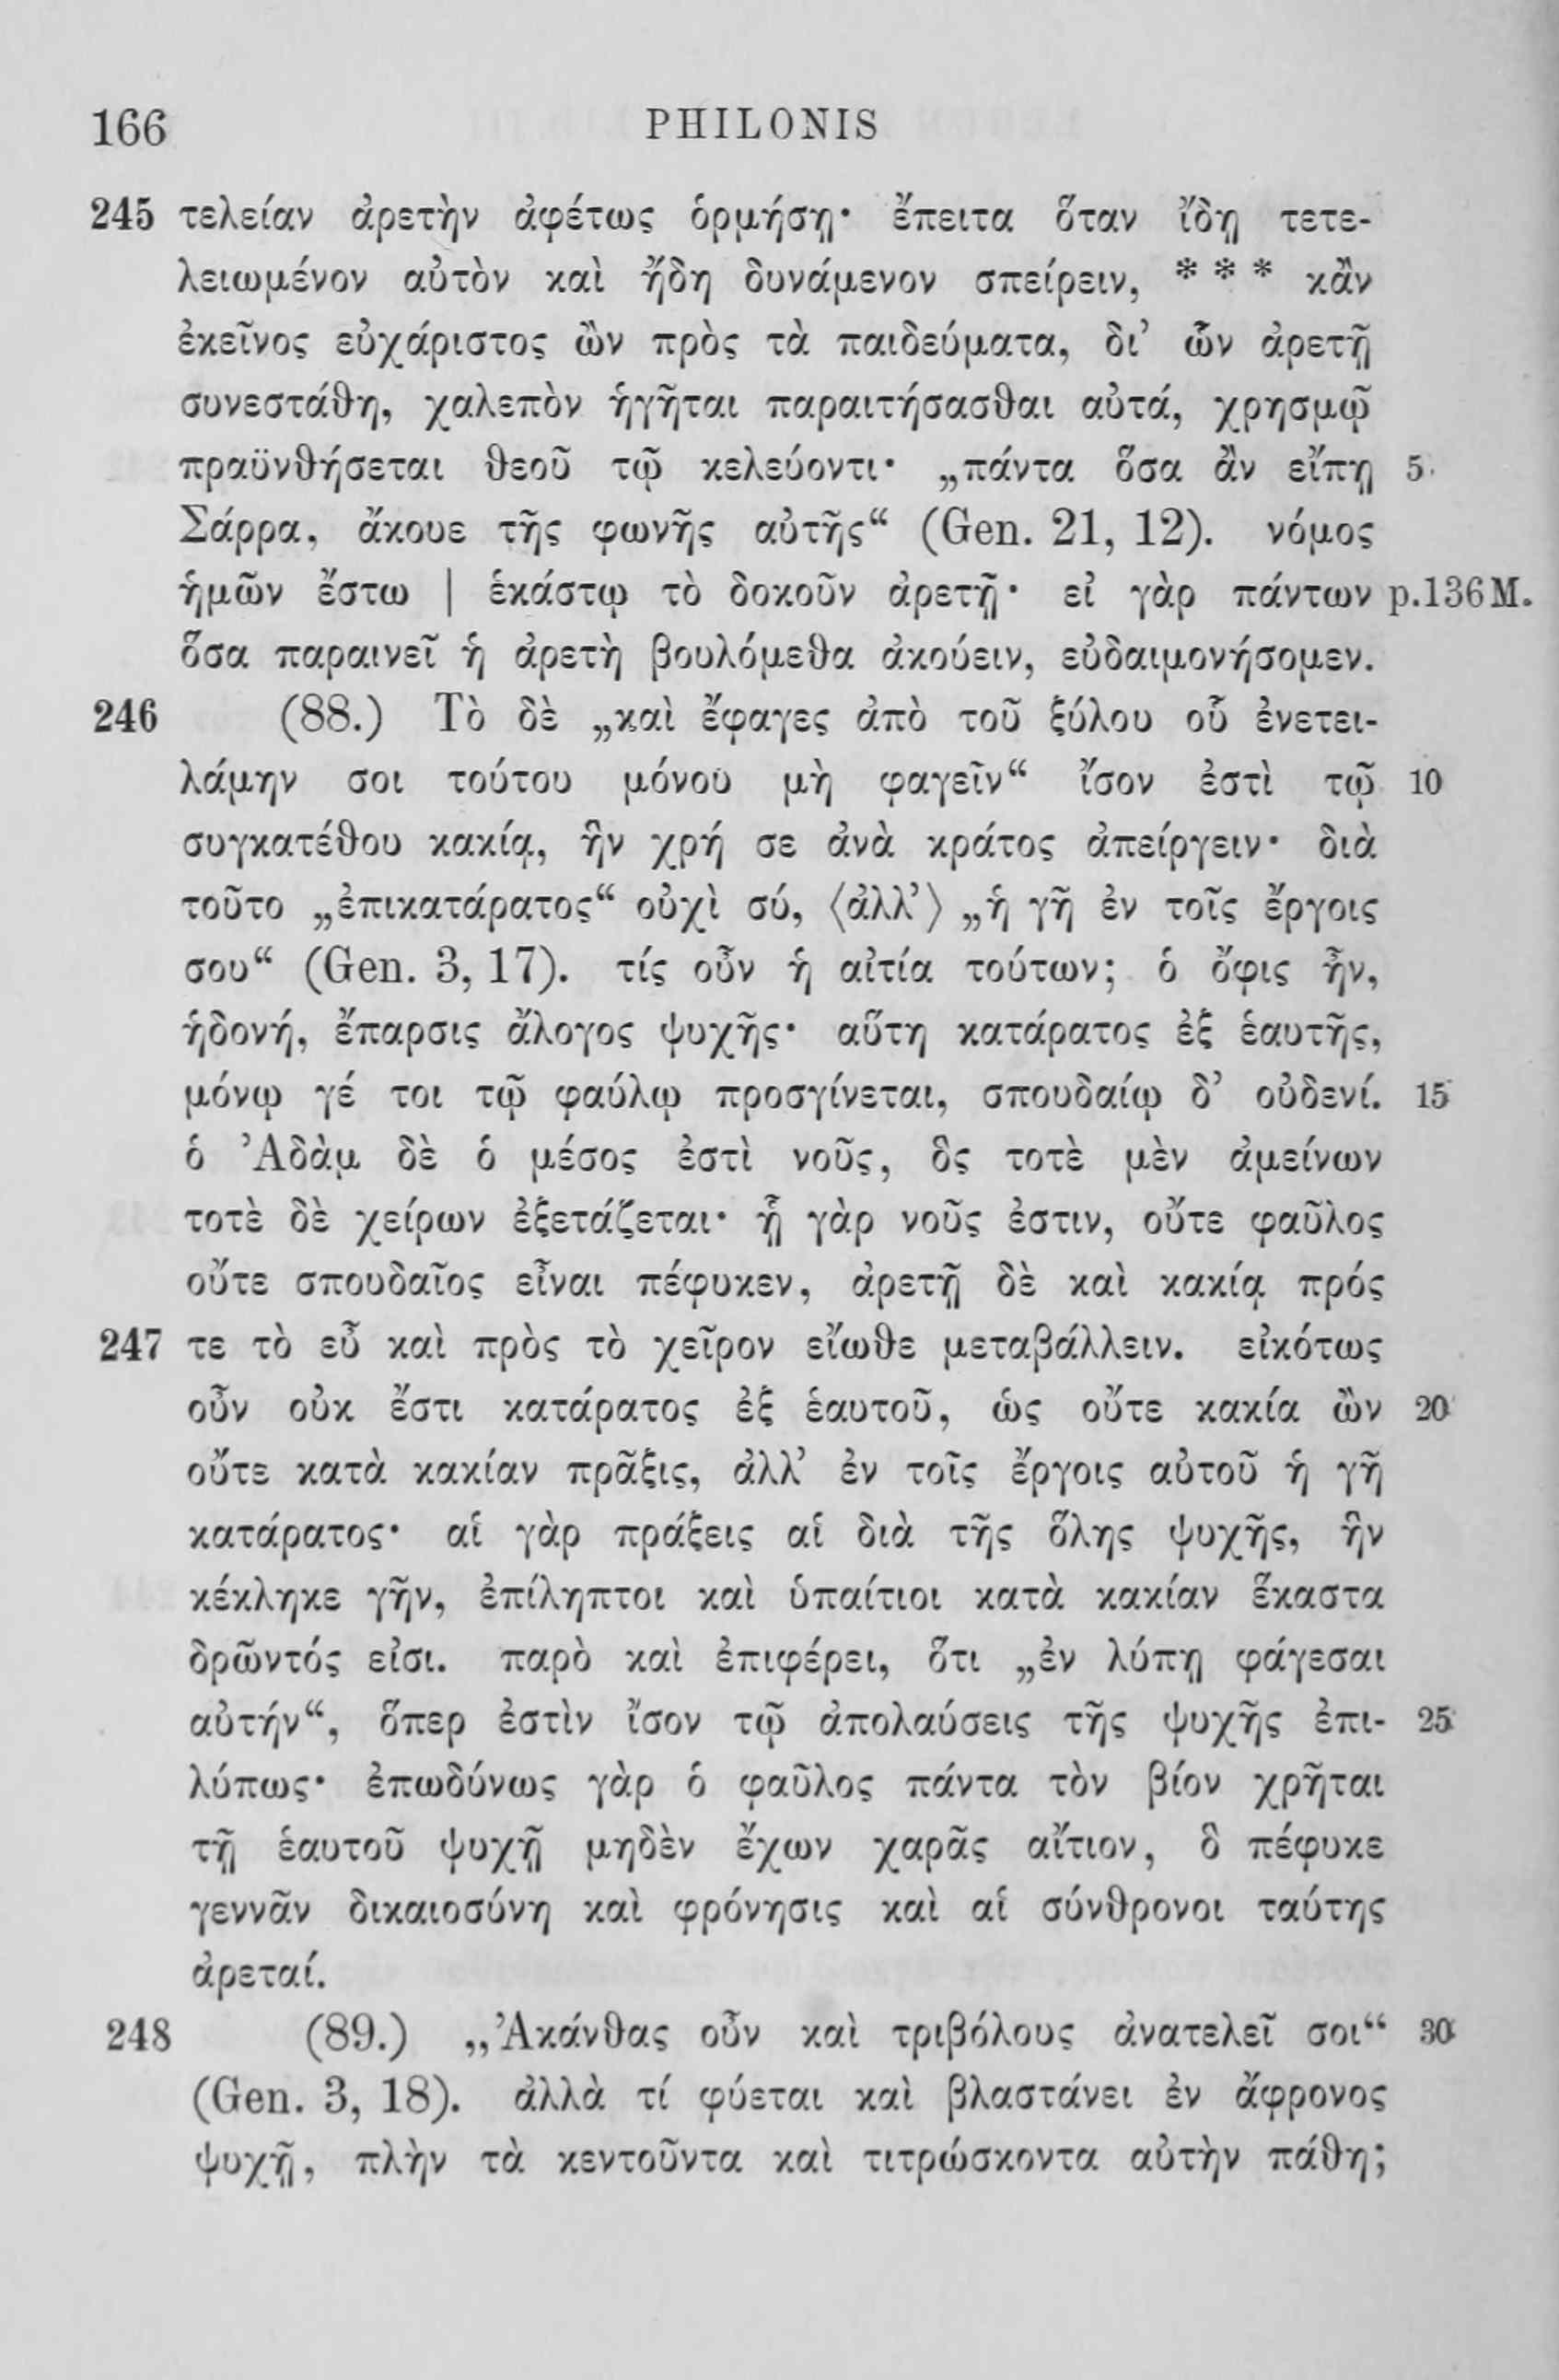 166 PHILONIS
245 τελείαν ἀρετὴν ἀφέτως ὁρμήσῃ· ἔπειτα ὅταν ἴδῃ τετε-
λειωμένον αὐτὸν καὶ ἤδη δυνάμενον σπείρειν, * * * κἂν
ἐκεῖνος εὐχάριστος ὢν πρὸς τὰ παιδεύματα, δι’ ὧν ἀρετῇ
συνεστάθη, χαλεπὸν ἡγῆται παραιτήσασθαι αὐτά, χρησμῷ
πραϋνθήσεται θεοῦ τῷ κελεύοντι· „πάντα ὅσα ἂν εἴπῃ 5
Σάρρα, ἄκουε τῆς φωνῆς αὐτῆς“ (Gen. 21, 12). νόμος
ἡμῶν ἔστω | ἑκάστῳ τὸ δοκοῦν ἀρετῇ· εἰ γὰρ πάντων p.136M.
ὅσα παραινεῖ ἡ ἀρετὴ βουλόμεθα ἀκούειν, εὐδαιμονήσομεν.
246 (88.) Τὸ δὲ „καὶ ἔφαγες ἀπὸ τοῦ ξύλου οὗ ἐνετει-
λάμην σοι τούτου μόνου μὴ φαγεῖν“ ἴσον ἐστὶ τῷ 10
συγκατέθου κακίᾳ, ἣν χρή σε ἀνὰ κράτος ἀπείργειν· διὰ
τοῦτο „ἐπικατάρατος“ οὐχὶ σύ, ⟨ἀλλ’⟩ „ἡ γῆ ἐν τοῖς ἔργοις
σου“ (Gen. 3, 17). τίς οὖν ἡ αἰτία τούτων; ὁ ὄφις ἦν,
ἡδονή, ἔπαρσις ἄλογος ψυχῆς· αὕτη κατάρατος ἐξ ἑαυτῆς,
μόνῳ γέ τοι τῷ φαύλῳ προσγίνεται, σπουδαίῳ δ’ οὐδενί. 15
ὁ Ἀδὰμ δὲ ὁ μέσος ἐστὶ νοῦς, ὃς τοτὲ μὲν ἀμείνων
τοτὲ δὲ χείρων ἐξετάζεται· ᾗ γὰρ νοῦς ἐστιν, οὔτε φαῦλος
οὔτε σπουδαῖος εἶναι πέφυκεν, ἀρετῇ δὲ καὶ κακίᾳ πρός
247 τε τὸ εὖ καὶ πρὸς τὸ χεῖρον εἴωθε μεταβάλλειν. εἰκότως
οὖν οὐκ ἔστι κατάρατος ἐξ ἑαυτοῦ, ὡς οὔτε κακία ὢν 20
οὔτε κατὰ κακίαν πρᾶξις, ἀλλ’ ἐν τοῖς ἔργοις αὐτοῦ ἡ γῆ
κατάρατος· αἱ γὰρ πράξεις αἱ διὰ τῆς ὅλης ψυχῆς, ἣν
κέκληκε γῆν, ἐπίληπτοι καὶ ὑπαίτιοι κατὰ κακίαν ἕκαστα
δρῶντός εἰσι. παρὸ καὶ ἐπιφέρει, ὅτι „ἐν λύπῃ φάγεσαι
αὐτήν“, ὅπερ ἐστὶν ἴσον τῷ ἀπολαύσεις τῆς ψυχῆς ἐπι- 25
λύπως· ἐπωδύνως γὰρ ὁ φαῦλος πάντα τὸν βίον χρῆται
τῇ ἑαυτοῦ ψυχῇ μηδὲν ἔχων χαρᾶς αἴτιον, ὃ πέφυκε
γεννᾶν δικαιοσύνη καὶ φρόνησις καὶ αἱ σύνθρονοι ταύτης
ἀρεταί.
248 (89.) „Ἀκάνθας οὖν καὶ τριβόλους ἀνατελεῖ σοι“ 30
(Gen. 3, 18). ἀλλὰ τί φύεται καὶ βλαστάνει ἐν ἄφρονος
ψυχῇ, πλὴν τὰ κεντοῦντα καὶ τιτρώσκοντα αὐτὴν πάθη;